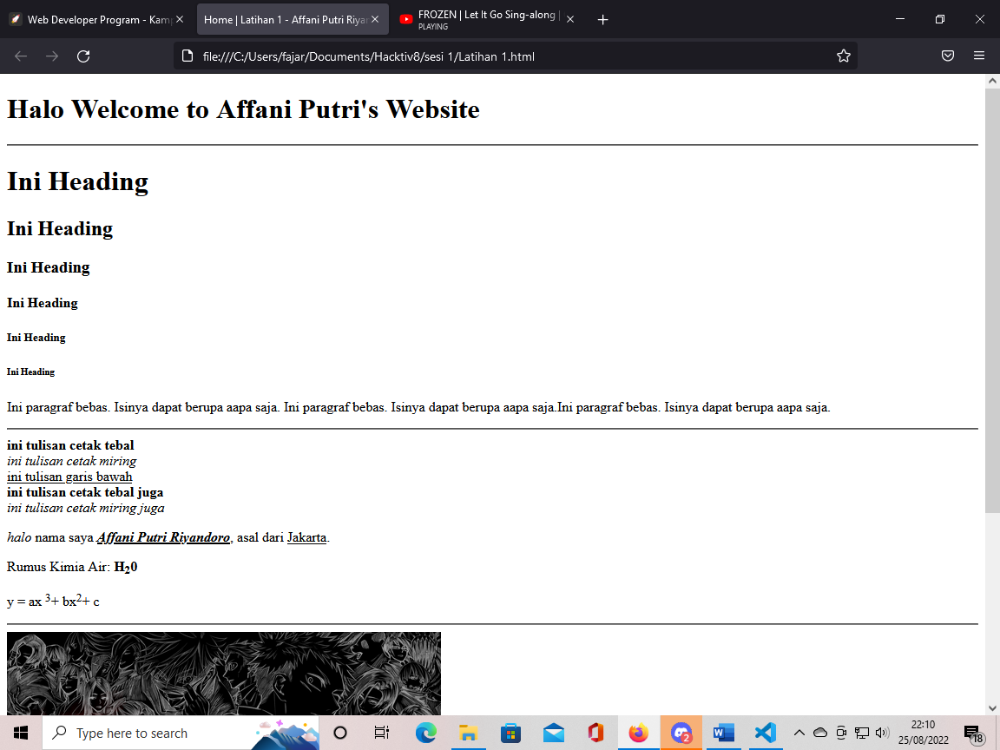 Web Developer Program - Kamp
Home | Latihan 1 - Affani Putri Riyan
FROZEN | Let It Go Sing-along |
PLAYING
file:///C:/Users/fajar/Documents/Hacktiv8/sesi 1/Latihan 1.html
Halo Welcome to Affani Putri's Website
Ini Heading
Ini Heading
Ini Heading
Ini Heading
Ini Heading
Ini Heading
Ini paragraf bebas. Isinya dapat berupa aapa saja. Ini paragraf bebas. Isinya dapat berupa aapa saja.Ini paragraf bebas. Isinya dapat berupa aapa saja.
ini tulisan cetak tebal
ini tulisan cetak miring
ini tulisan garis bawah
ini tulisan cetak tebal juga
ini tulisan cetak miring juga
halo nama saya Affani Putri Riyandoro, asal dari Jakarta.
Rumus Kimia Air: H₂0
y = ax ³+ bx²+ c
Type here to search
2
W
22:10
25/08/2022
18